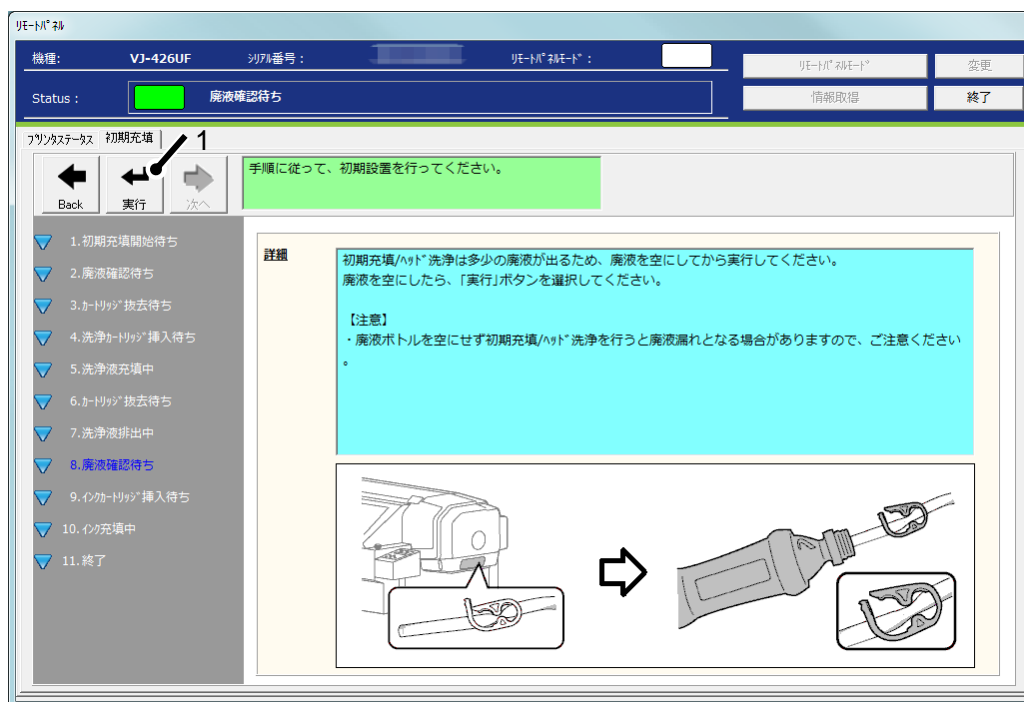 ﾘﾓｰﾄﾊﾟﾈﾙ
機種:
VJ-426UF
ｼﾘｱﾙ番号：
ﾘﾓｰﾄﾊﾟﾈﾙﾓｰﾄﾞ：
ﾘﾓｰﾄﾊﾟﾈﾙﾓｰﾄﾞ
変更
Status：
廃液確認待ち
情報取得
終了
ﾌﾟﾘﾝﾀｽﾃｰﾀｽ
初期充填
1
Back
実行
次へ
手順に従って、初期設置を行ってください。
1.初期充填開始待ち
2.廃液確認待ち
3.ｶｰﾄﾘｯｼﾞ抜去待ち
4.洗浄ｶｰﾄﾘｯｼﾞ挿入待ち
5.洗浄液充填中
6.ｶｰﾄﾘｯｼﾞ抜去待ち
7.洗浄液排出中
8.廃液確認待ち
9.ｲﾝｸｶｰﾄﾘｯｼﾞ挿入待ち
10.ｲﾝｸ充填中
11.終了
詳細
初期充填/ﾍｯﾄﾞ洗浄は多少の廃液が出るため、廃液を空にしてから実行してください。
廃液を空にしたら、「実行」ボタンを選択してください。
【注意】
・廃液ボトルを空にせず初期充填/ﾍｯﾄﾞ洗浄を行うと廃液漏れとなる場合がありますので、ご注意ください
。